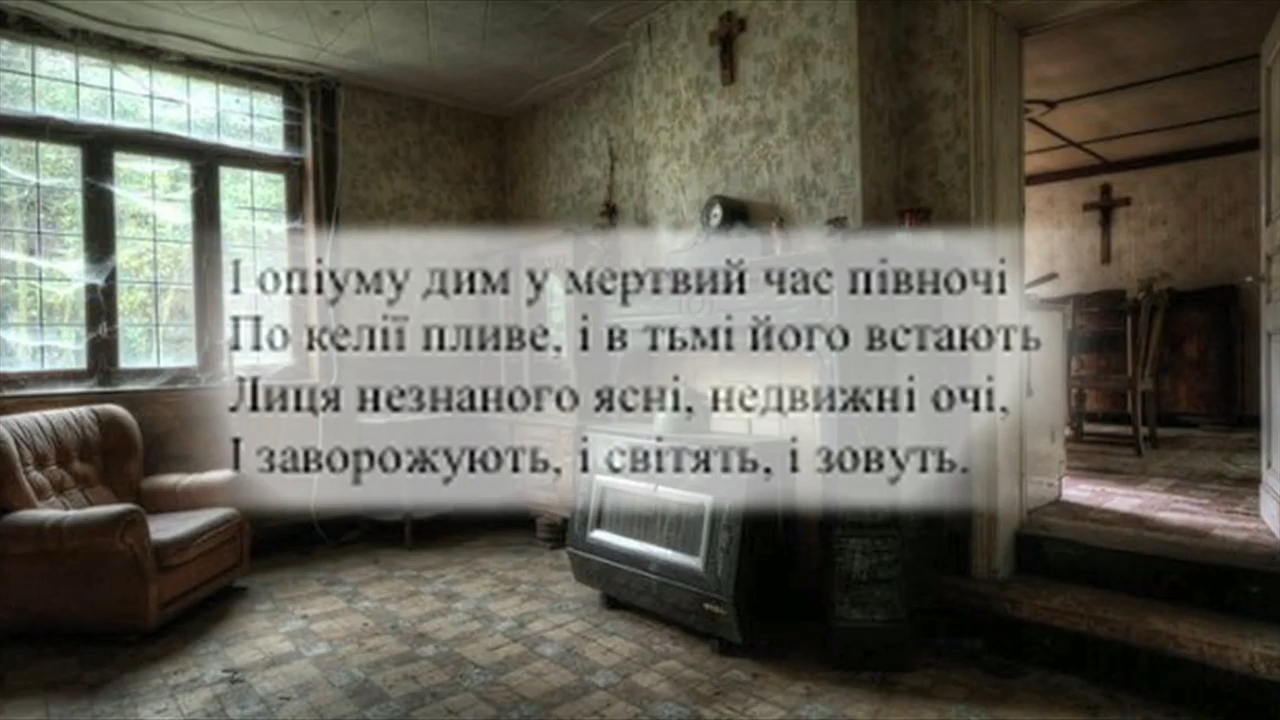 І опіуму дим у мертвий час півночі
По келії пливе, і в тьмі його встають
Лиця незнаного ясні, недвижні очі,
І заворожують, і світять, і зовуть.